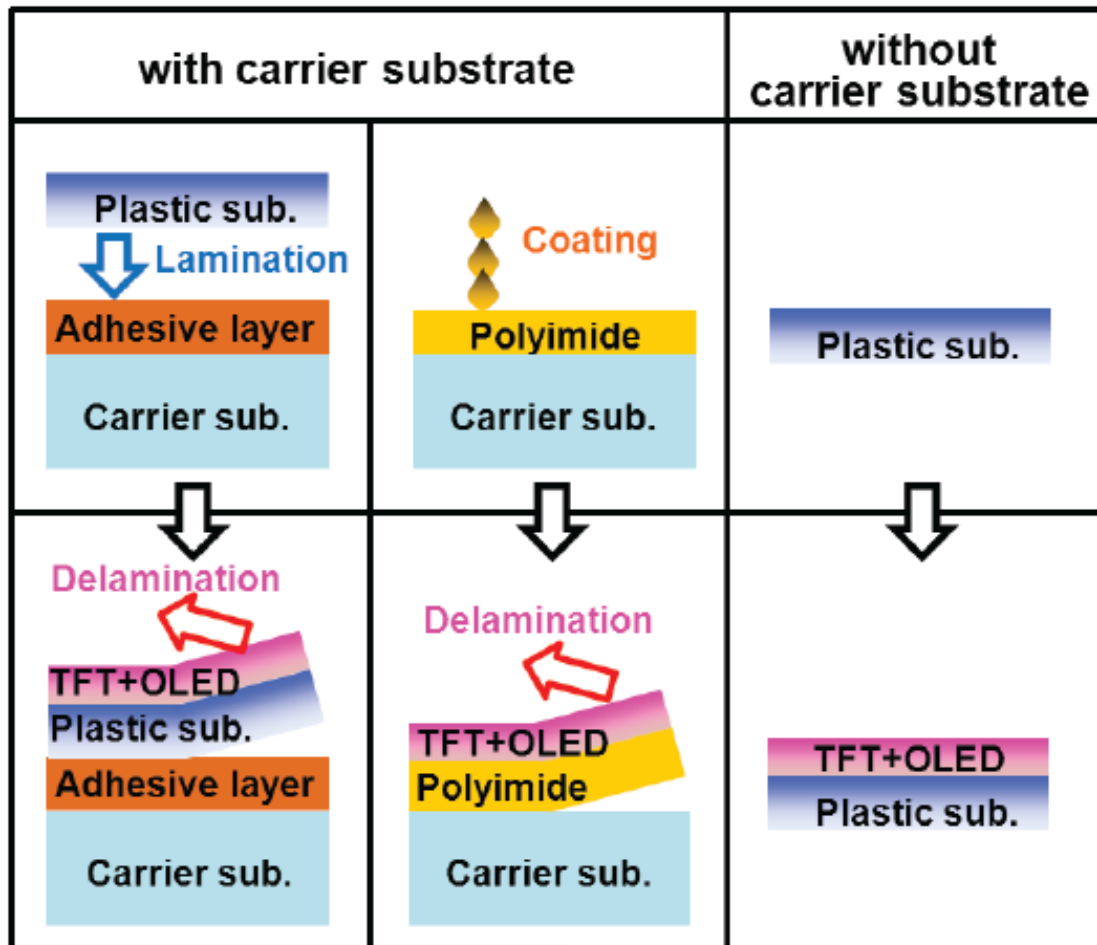 with carrier substrate
without
carrier substrate
Plastic sub.
Lamination
Adhesive layer
Carrier sub.
Coating
Polyimide
Carrier sub.
Plastic sub.
Delamination
TFT+OLED
Plastic sub.
Adhesive layer
Carrier sub.
Delamination
TFT+OLED
Polyimide
Carrier sub.
TFT+OLED
Plastic sub.